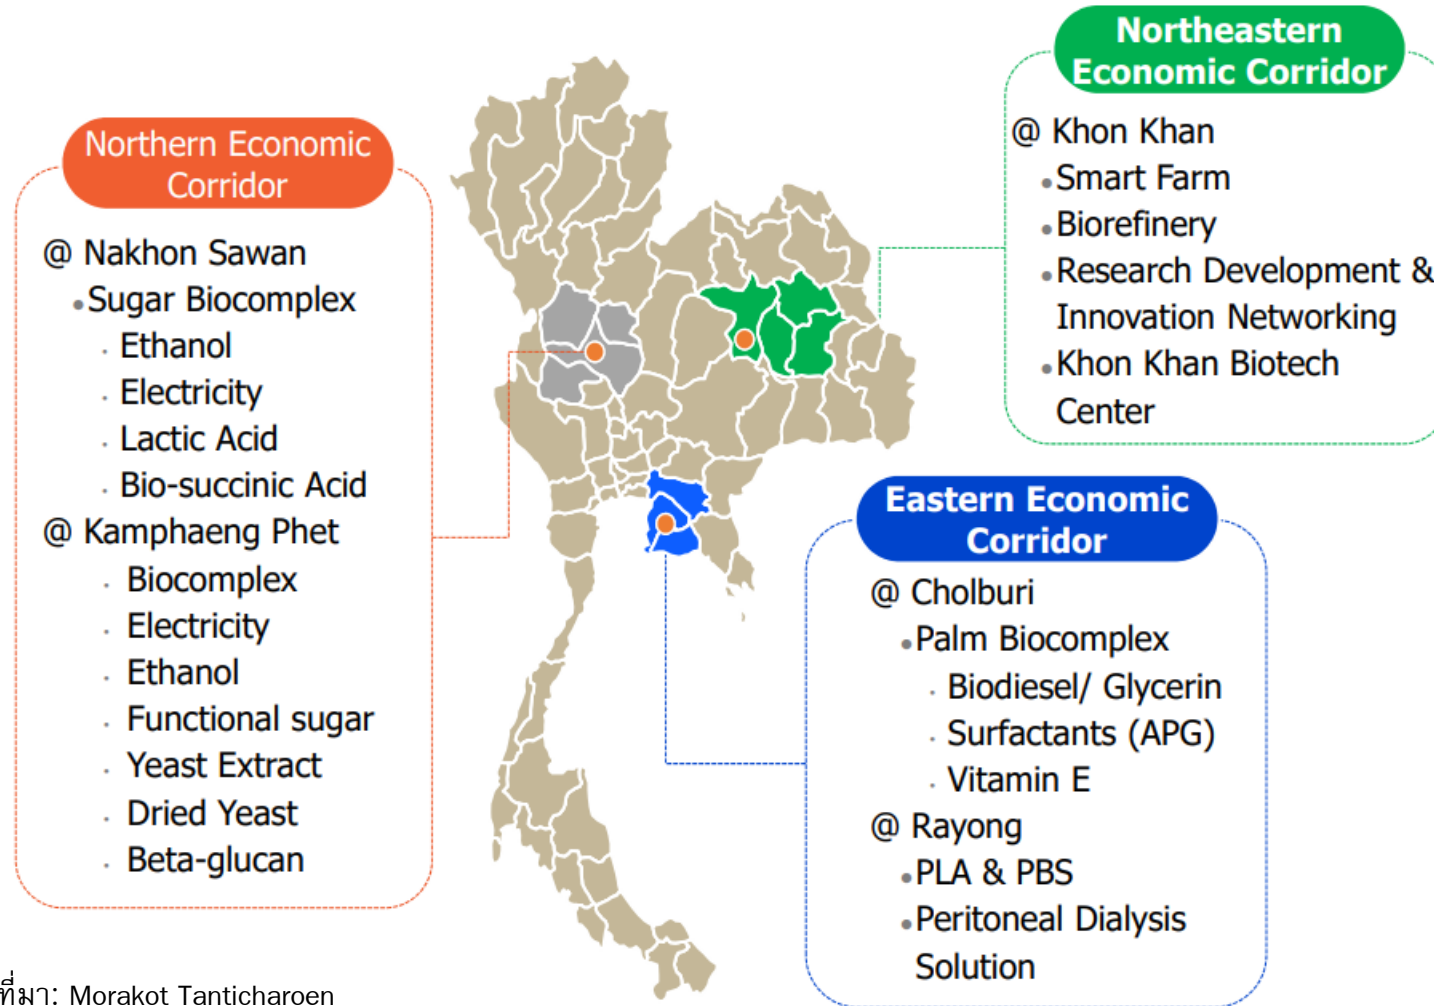 Northern Economic
Corridor
@ Nakhon Sawan
•Sugar Biocomplex
· Ethanol
· Electricity
· Lactic Acid
· Bio-succinic Acid
@ Kamphaeng Phet
· Biocomplex
· Electricity
· Ethanol
· Functional sugar
· Yeast Extract
· Dried Yeast
· Beta-glucan
Northeastern
Economic Corridor
@ Khon Khan
•Smart Farm
•Biorefinery
•Research Development &
Innovation Networking
•Khon Khan Biotech
Center
Eastern Economic
Corridor
@ Cholburi
•Palm Biocomplex
· Biodiesel/ Glycerin
· Surfactants (APG)
· Vitamin E
@ Rayong
•PLA & PBS
•Peritoneal Dialysis
Solution
ที่มา: Morakot Tanticharoen